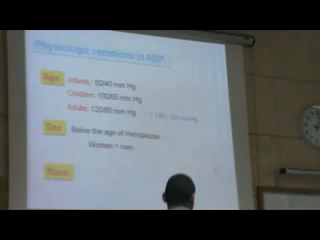 Physiologic variations in ABP
Age
Infants : 80/40 mm Hg
Children: 100/65 mm Hg
Adults: 120/80 mm Hg
Sex
Below the age of menopause
Women < men.
Race